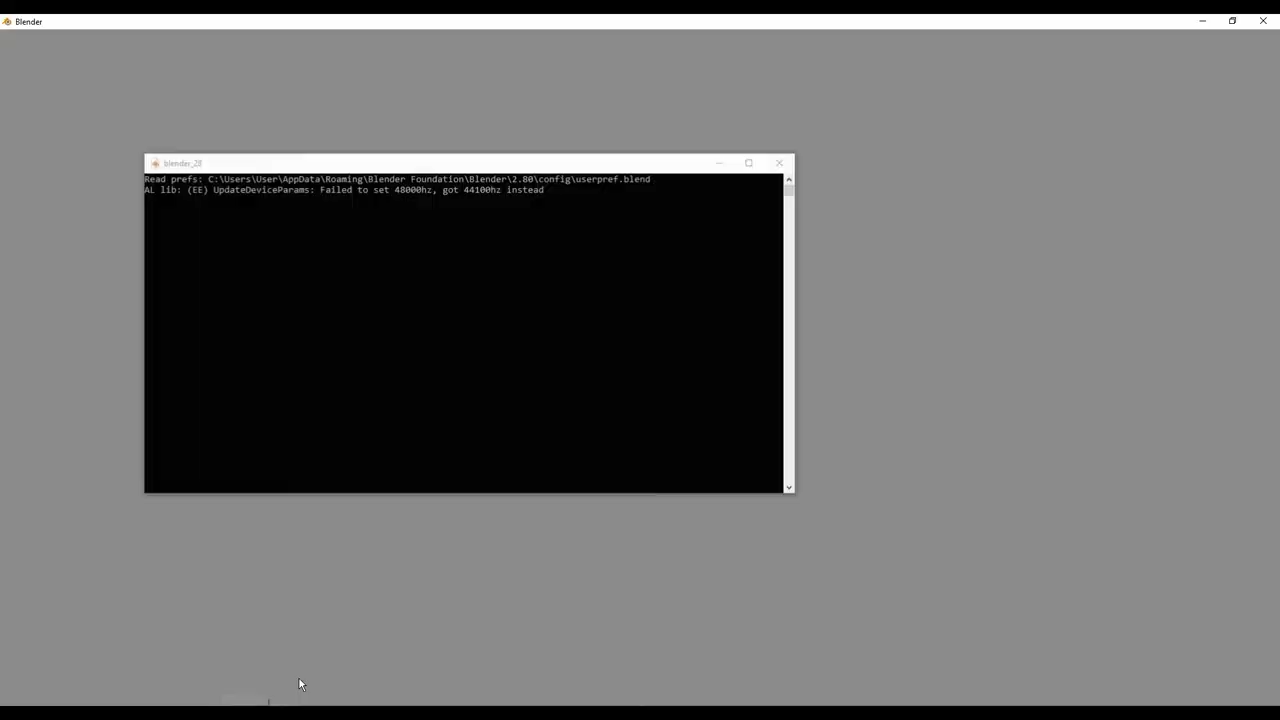 Blender
blender_28
Read prefs: C:\Users\User\AppData\Roaming\Blender Foundation\Blender\2.80\config\userpref.blend
AL lib: (EE) UpdateDeviceParams: Failed to set 48000hz, got 44100hz instead